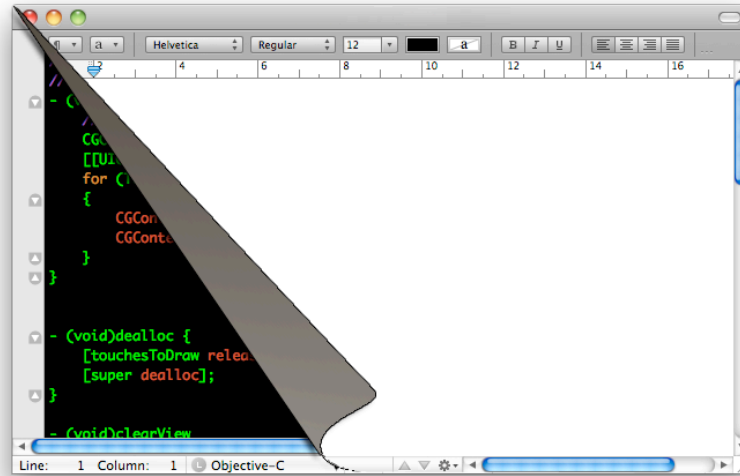 ¶ a Helvetica Regular 12 a B I U
2 4 6 8 10 12 14 16
//
- (
//
CGC
[[UI
for (
{
CGCon
CGConte
}
}
- (void)dealloc {
[touchesToDraw relea
[super dealloc];
}
- (void)clearView
Line: 1 Column: 1 L Objective-C